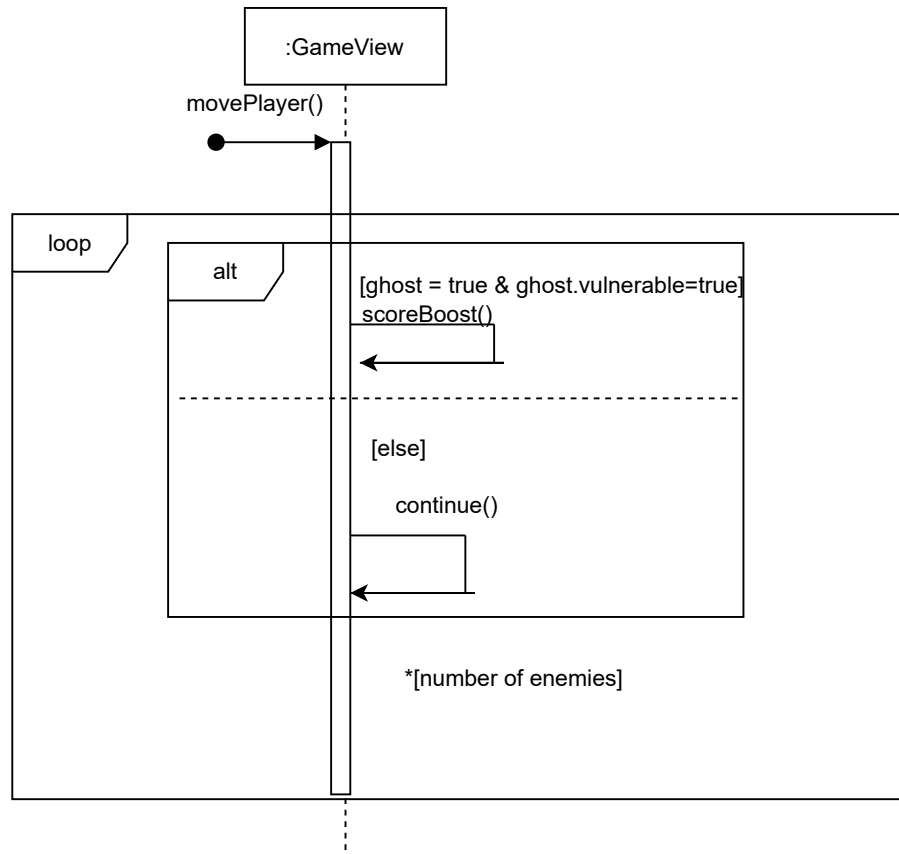 :GameView
movePlayer()
loop
alt
[ghost = true & ghost.vulnerable=true]
scoreBoost()
[else]
continue()
*[number of enemies]